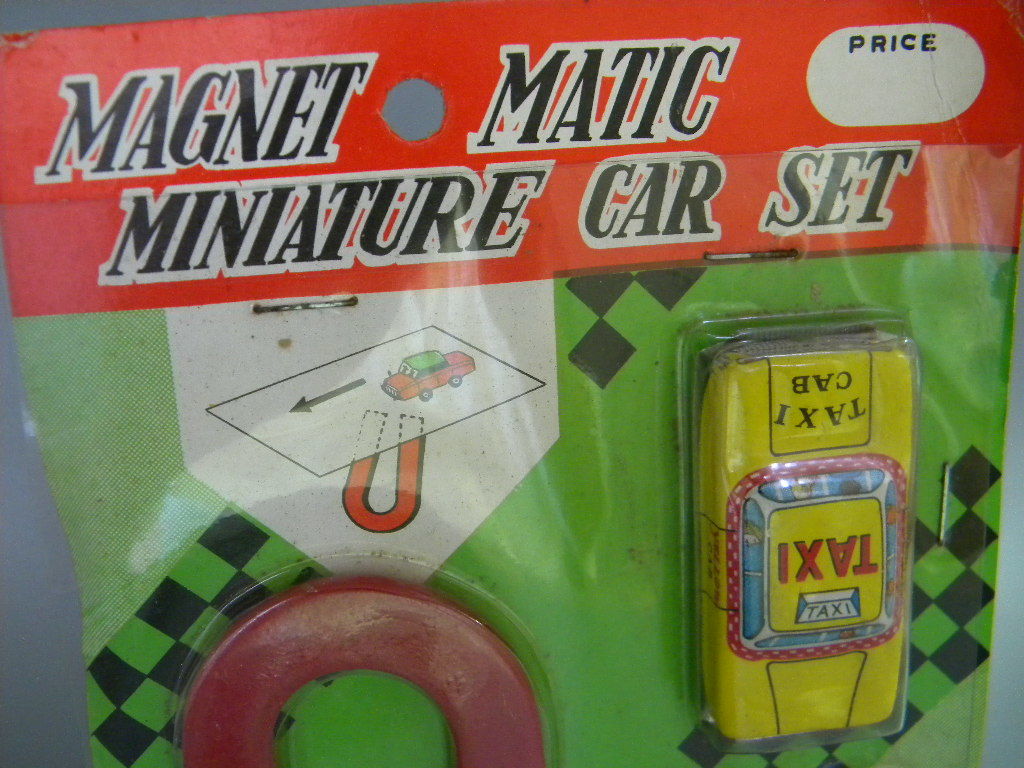 MAGNET MATIC
PRICE
MINIATURE CAR SET
TAXI
CAB
TAXI
TAXI